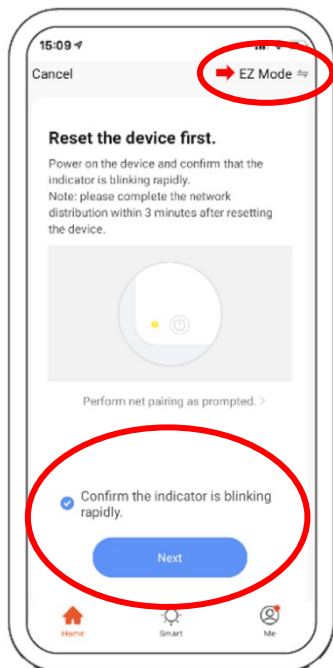 15:09
Cancel
EZ Mode
Reset the device first.
Power on the device and confirm that the
indicator is blinking rapidly.
Note: please complete the network
distribution within 3 minutes after resetting
the device.
Perform net pairing as prompted. >
Confirm the indicator is blinking
rapidly.
Next
Home
Smart
Me